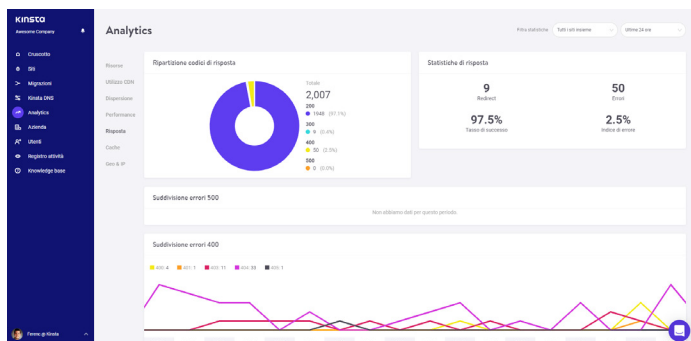 KINSTA
Awesome Company
Cruscotto
Siti
Migrazioni
Kinsta DNS
Analytics
Azienda
Utenti
Registro attività
Knowledge base
Ferenc @ Kinsta
Analytics
Filtra statistiche
Tutti i siti insieme
Ultime 24 ore
Risorse
Utilizzo CDN
Dispersione
Performance
Risposta
Cache
Geo & IP
Ripartizione codici di risposta
Totale
2,007
200
1948 (97.1%)
300
9 (0.4%)
400
50 (2.5%)
500
0 (0.0%)
Statistiche di risposta
9
Redirect
50
Errori
97.5%
Tasso di successo
2.5%
Indice di errore
Suddivisione errori 500
Non abbiamo dati per questo periodo.
Suddivisione errori 400
400: 4
401: 1
403: 11
404: 33